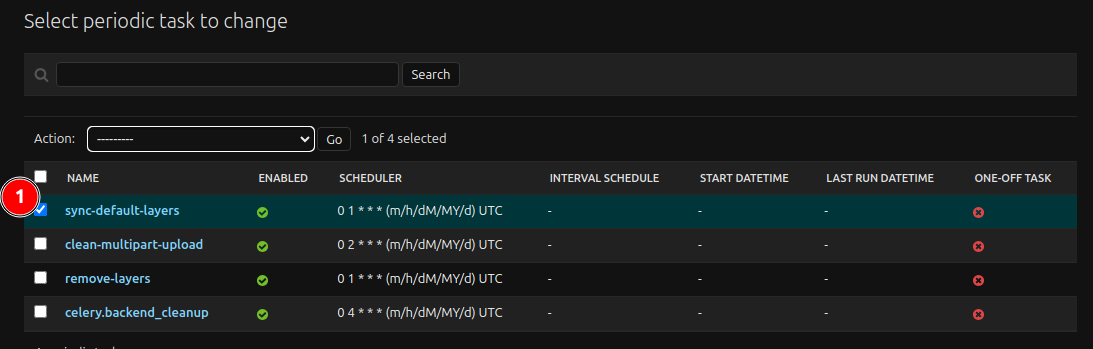 Select periodic task to change
Search
Action: --------- Go 1 of 4 selected
NAME ENABLED SCHEDULER INTERVAL SCHEDULE START DATETIME LAST RUN DATETIME ONE-OFF TASK
1
sync-default-layers 0 1 * * * (m/h/dM/MY/d) UTC - - -
clean-multipart-upload 0 2 * * * (m/h/dM/MY/d) UTC - - -
remove-layers 0 1 * * * (m/h/dM/MY/d) UTC - - -
celery.backend_cleanup 0 4 * * * (m/h/dM/MY/d) UTC - - -